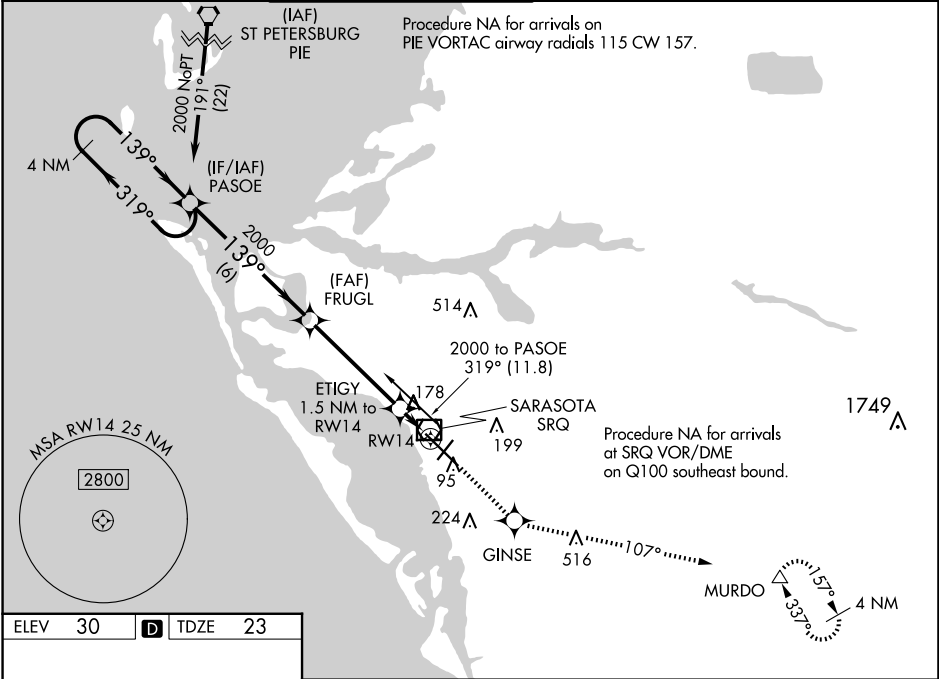 (IAF)
ST PETERSBURG
PIE
Procedure NA for arrivals on
PIE VORTAC airway radials 115 CW 157.
2000 NoPT
191°
(22)
139°
4 NM
319°
(IF/IAF)
PASOE
2000
139°
(6)
(FAF)
FRUGL
514
2000 to PASOE
319° (11.8)
ETIGY
1.5 NM to
RW14
178
RW14
SARASOTA
SRQ
199
1749
Procedure NA for arrivals
at SRQ VOR/DME
on Q100 southeast bound.
MSA RW14 25 NM
2800
95
224
GINSE
516
107°
MURDO
157°
337°
4 NM
ELEV 30 D TDZE 23